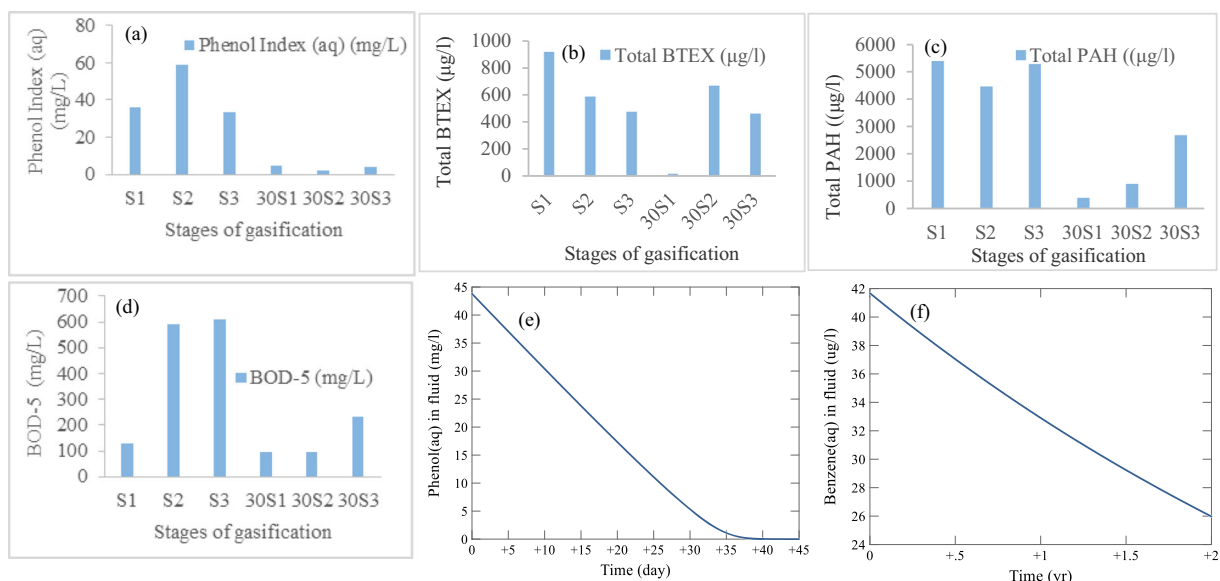 (a)
Phenol Index (aq) (mg/L)
80
60
40
20
0
Phenol Index (aq)
(mg/L)
S1 S2 S3 30S1 30S2 30S3
Stages of gasification
(b)
Total BTEX (µg/l)
1000
800
600
400
200
0
Total BTEX (µg/l)
S1 S2 S3 30S1 30S2 30S3
Stages of gasification
(c)
Total PAH ((µg/l)
6000
5000
4000
3000
2000
1000
0
Total PAH ((µg/l)
S1 S2 S3 30S1 30S2 30S3
Stages of gasification
(d)
BOD-5 (mg/L)
700
600
500
400
300
200
100
0
BOD-5 (mg/L)
S1 S2 S3 30S1 30S2 30S3
Stages of gasification
(e)
45
40
35
30
25
20
15
10
5
0
Phenol(aq) in fluid (mg/l)
0 +5 +10 +15 +20 +25 +30 +35 +40 +45
Time (day)
(f)
42
40
38
36
34
32
30
28
26
24
Benzene(aq) in fluid (ug/l)
0 +.5 +1 +1.5 +2
Time (yr)